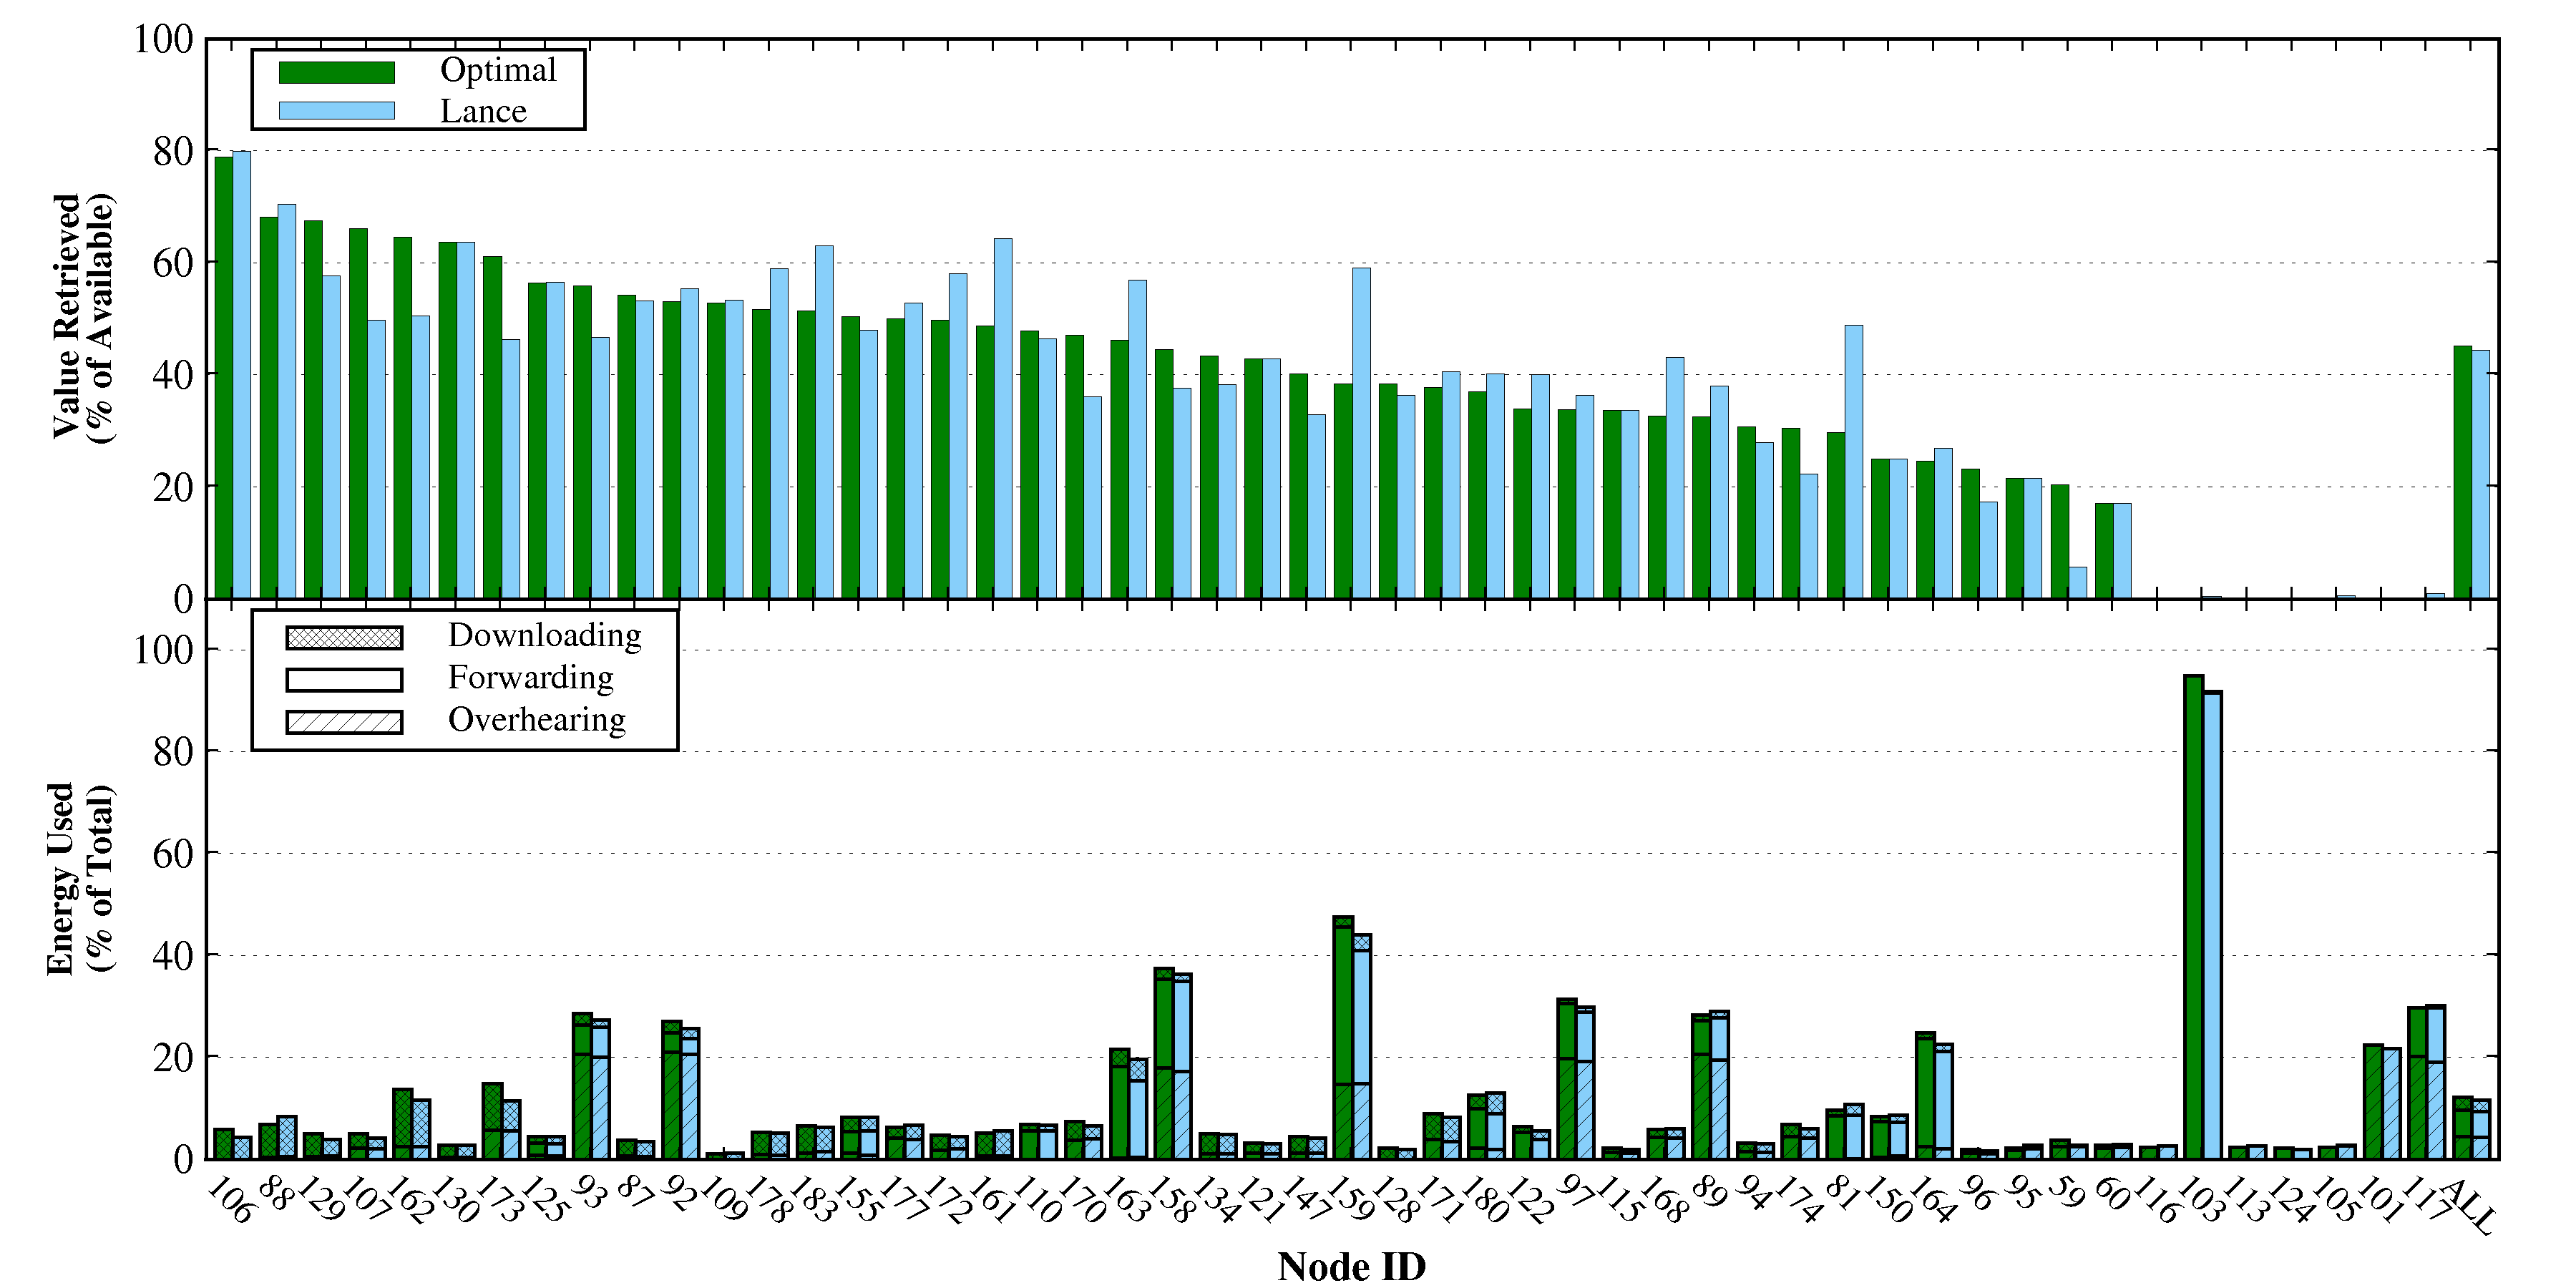 100
80
60
40
20
0
Value Retrieved
(% of Available)
Optimal
Lance
100
80
60
40
20
0
Energy Used
(% of Total)
Downloading
Forwarding
Overhearing
106 88 129 107 162 130 173 125 93 87 92 109 178 183 155 177 172 161 110 170 163 158 134 121 147 159 128 171 180 122 97 115 168 89 94 174 81 150 164 96 95 59 60 116 103 113 124 105 101 117 ALL
Node ID